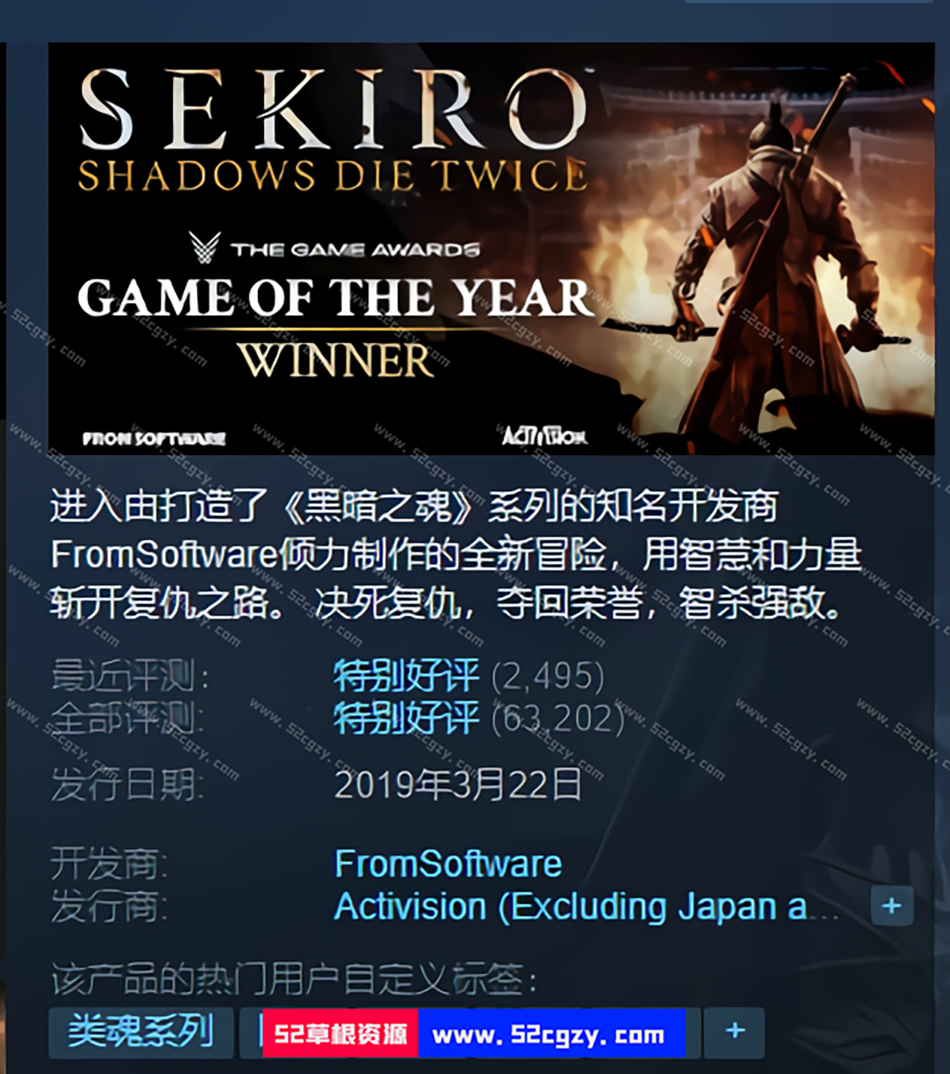 SEKIRO
SHADOWS DIE TWICE
THE GAME AWARDS
GAME OF THE YEAR
WINNER
FROM SOFTWARE
ACTIVISION
进入由打造了《黑暗之魂》系列的知名开发商
FromSoftware倾力制作的全新冒险，用智慧和力量
斩开复仇之路。 决死复仇，夺回荣誉，智杀强敌。
最近评测: 特别好评 (2,495)
全部评测: 特别好评 (63,202)
发行日期: 2019年3月22日
开发商: FromSoftware
发行商: Activision (Excluding Japan a... +
该产品的热门用户自定义标签:
类魂系列 +
52草根资源 www.52cgzy.com